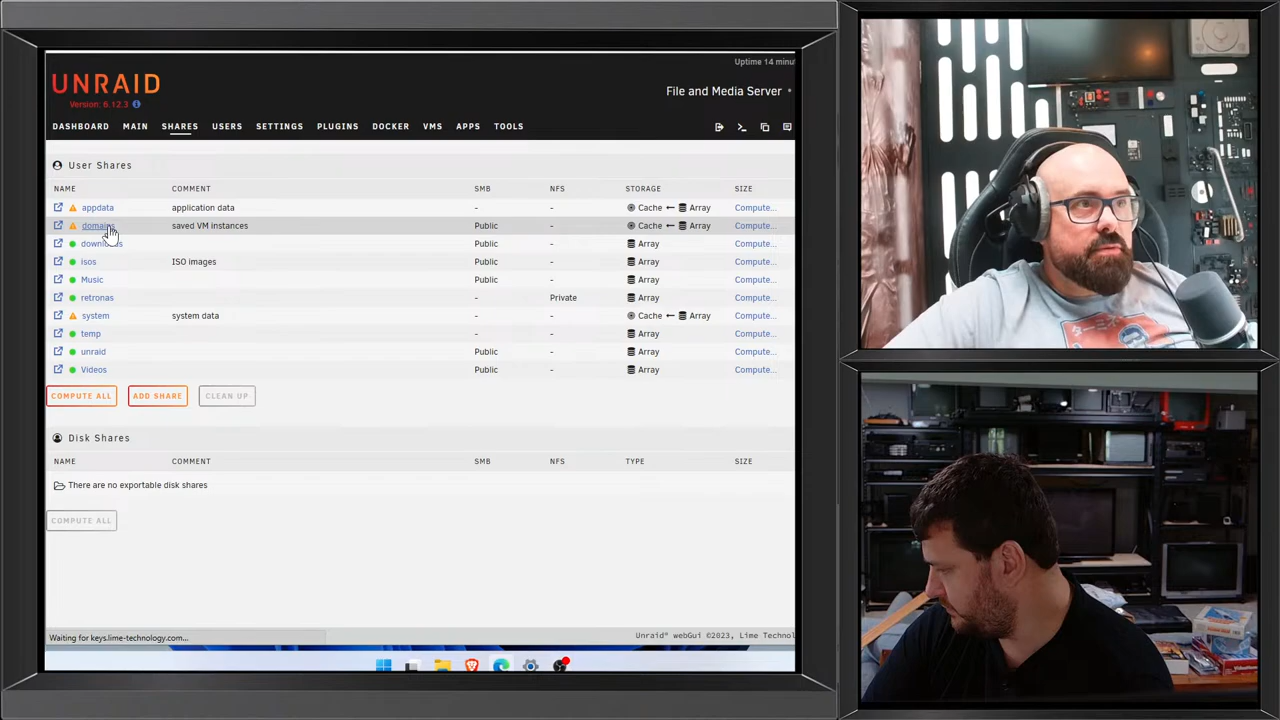 UNRAID
Version: 6.12.3
Uptime 14 minu
File and Media Server •
DASHBOARD MAIN SHARES USERS SETTINGS PLUGINS DOCKER VMS APPS TOOLS
User Shares
NAME COMMENT SMB NFS STORAGE SIZE
appdata application data - - Cache ← Array Compute...
domains saved VM instances Public - Cache ← Array Compute...
downloads Public - Array Compute...
isos ISO images Public - Array Compute...
Music Public - Array Compute...
retronas - Private Array Compute...
system system data - - Cache ← Array Compute...
temp - - Array Compute...
unraid Public - Array Compute...
Videos Public - Array Compute...
COMPUTE ALL ADD SHARE CLEAN UP
Disk Shares
NAME COMMENT SMB NFS TYPE SIZE
There are no exportable disk shares
COMPUTE ALL
Waiting for keys.lime-technology.com...
Unraid® webGui ©2023, Lime Technol